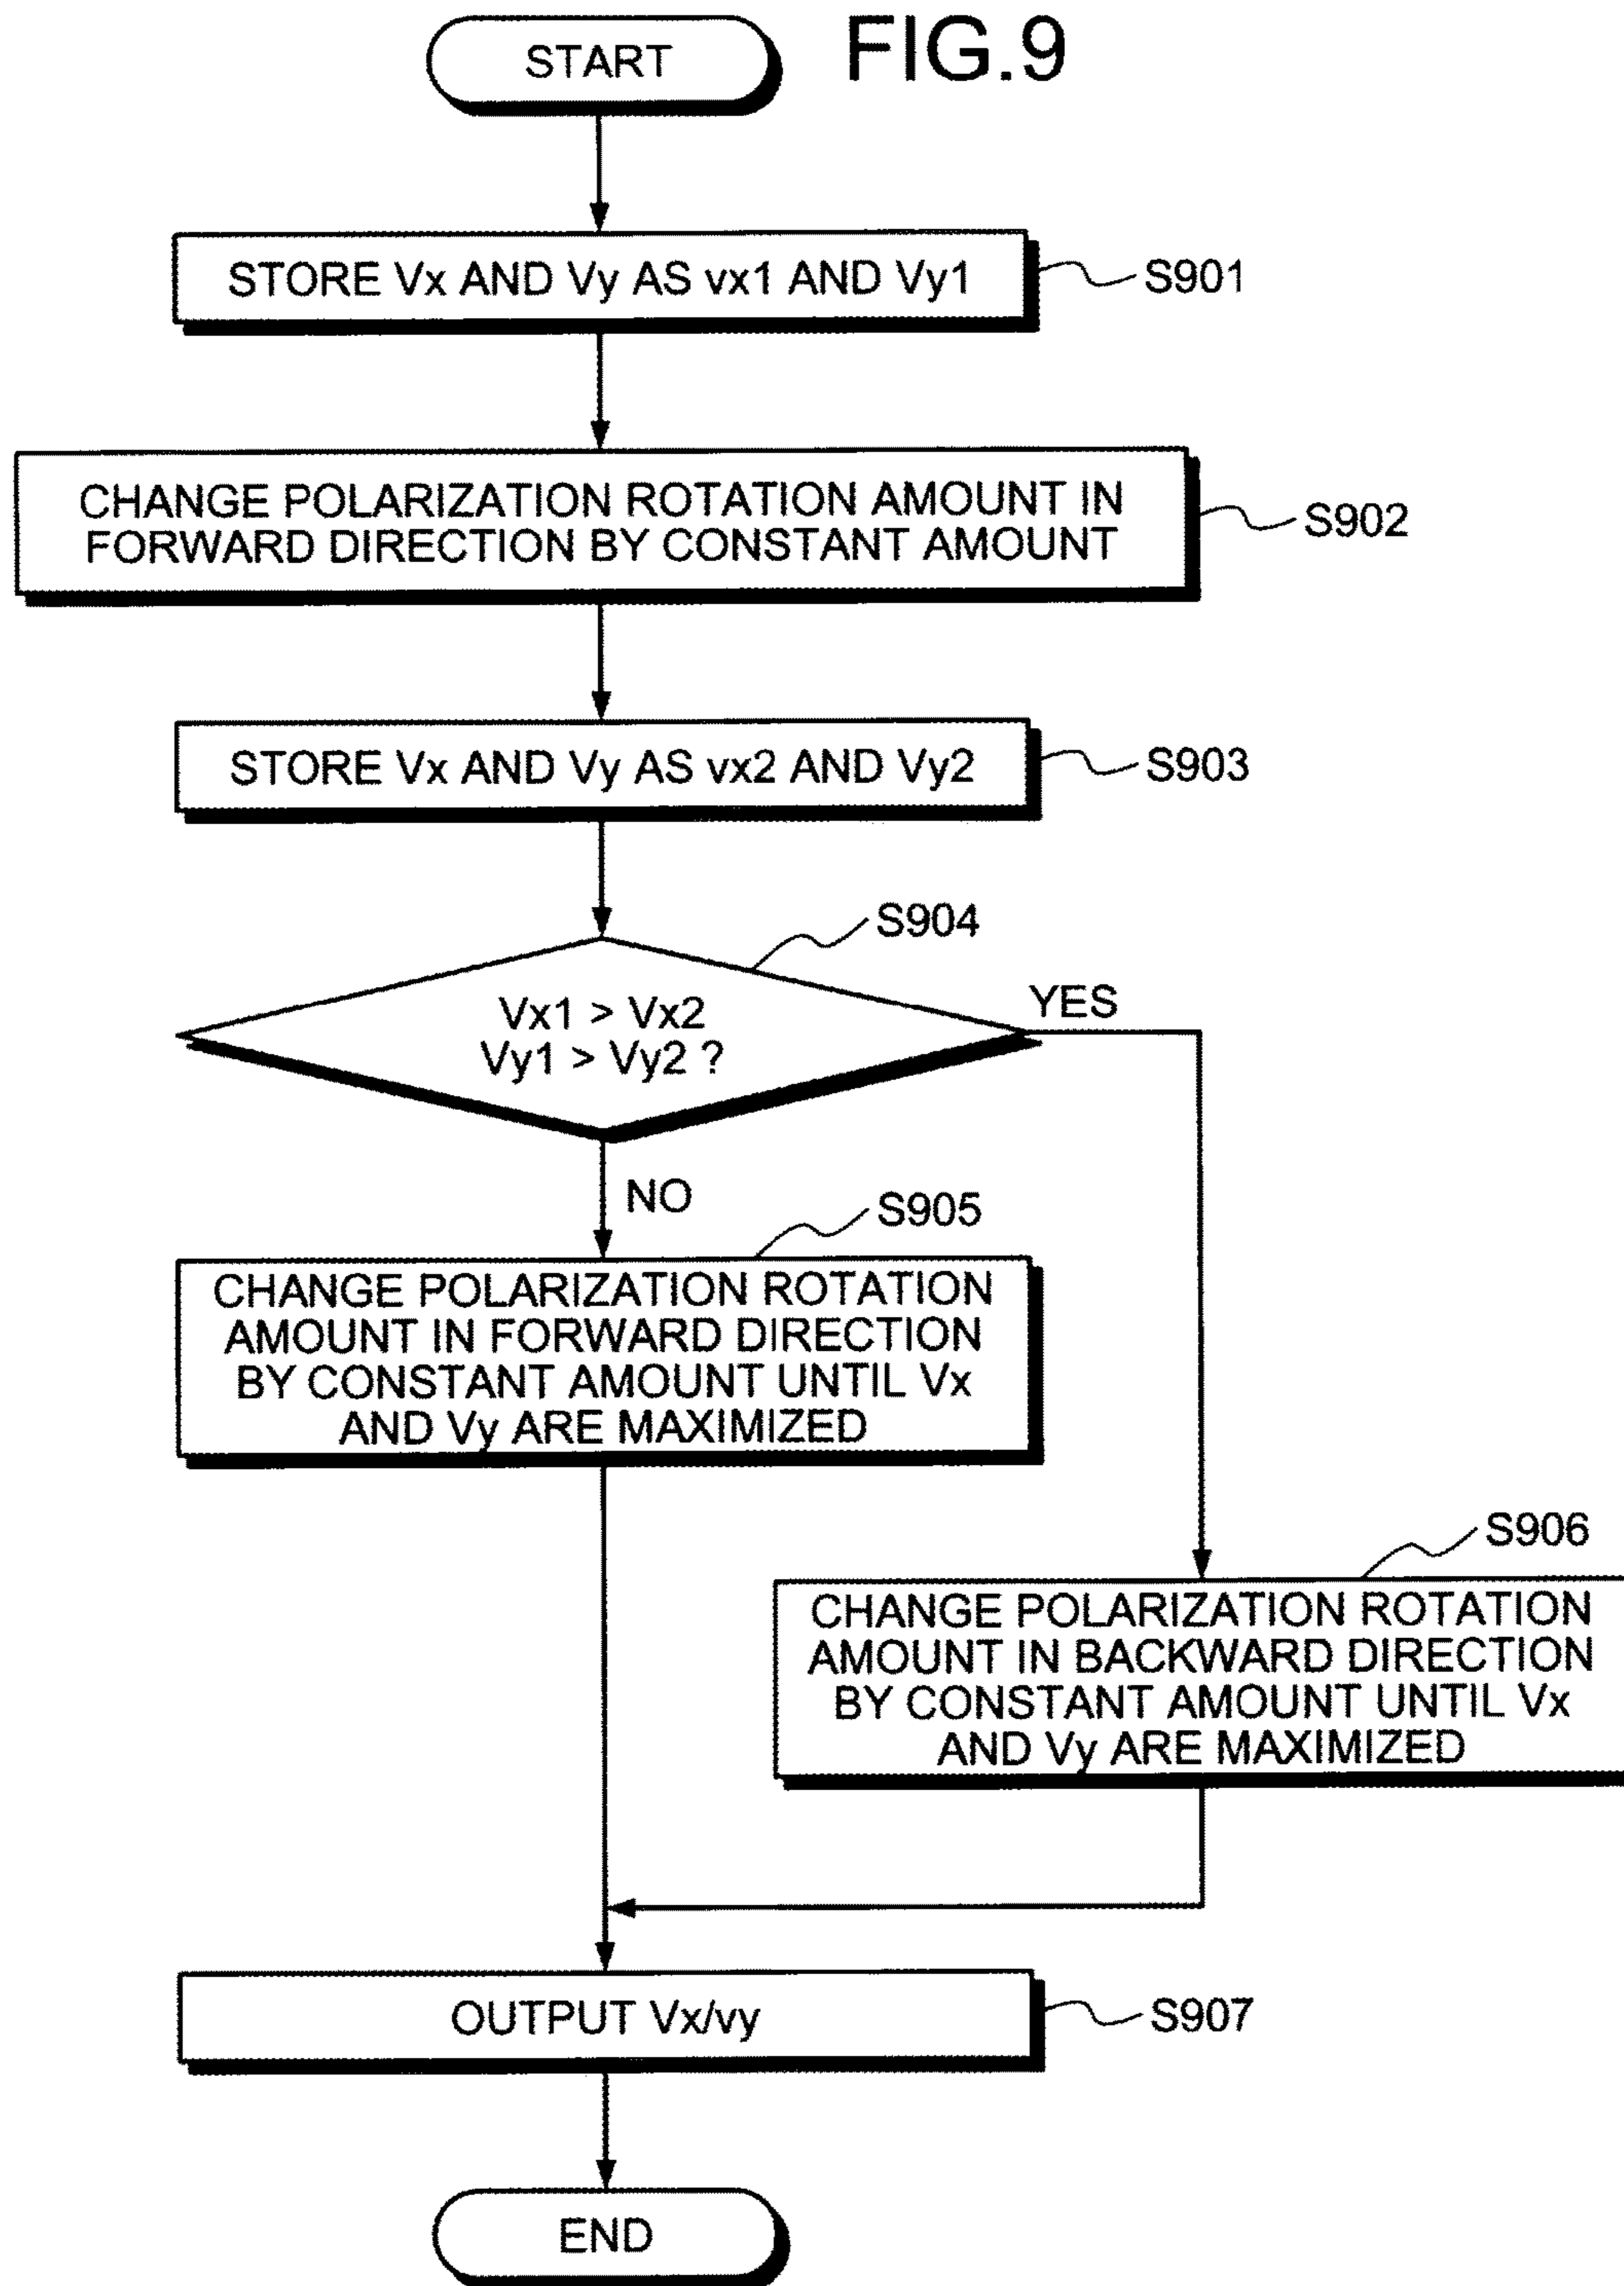 FIG.9
START
STORE Vx AND Vy AS vx1 AND Vy1
S901
CHANGE POLARIZATION ROTATION AMOUNT IN
FORWARD DIRECTION BY CONSTANT AMOUNT
S902
STORE Vx AND Vy AS vx2 AND Vy2
S903
S904
Vx1 > Vx2
Vy1 > Vy2 ?
YES
NO
S905
CHANGE POLARIZATION ROTATION
AMOUNT IN FORWARD DIRECTION
BY CONSTANT AMOUNT UNTIL Vx
AND Vy ARE MAXIMIZED
S906
CHANGE POLARIZATION ROTATION
AMOUNT IN BACKWARD DIRECTION
BY CONSTANT AMOUNT UNTIL Vx
AND Vy ARE MAXIMIZED
OUTPUT Vx/vy
S907
END